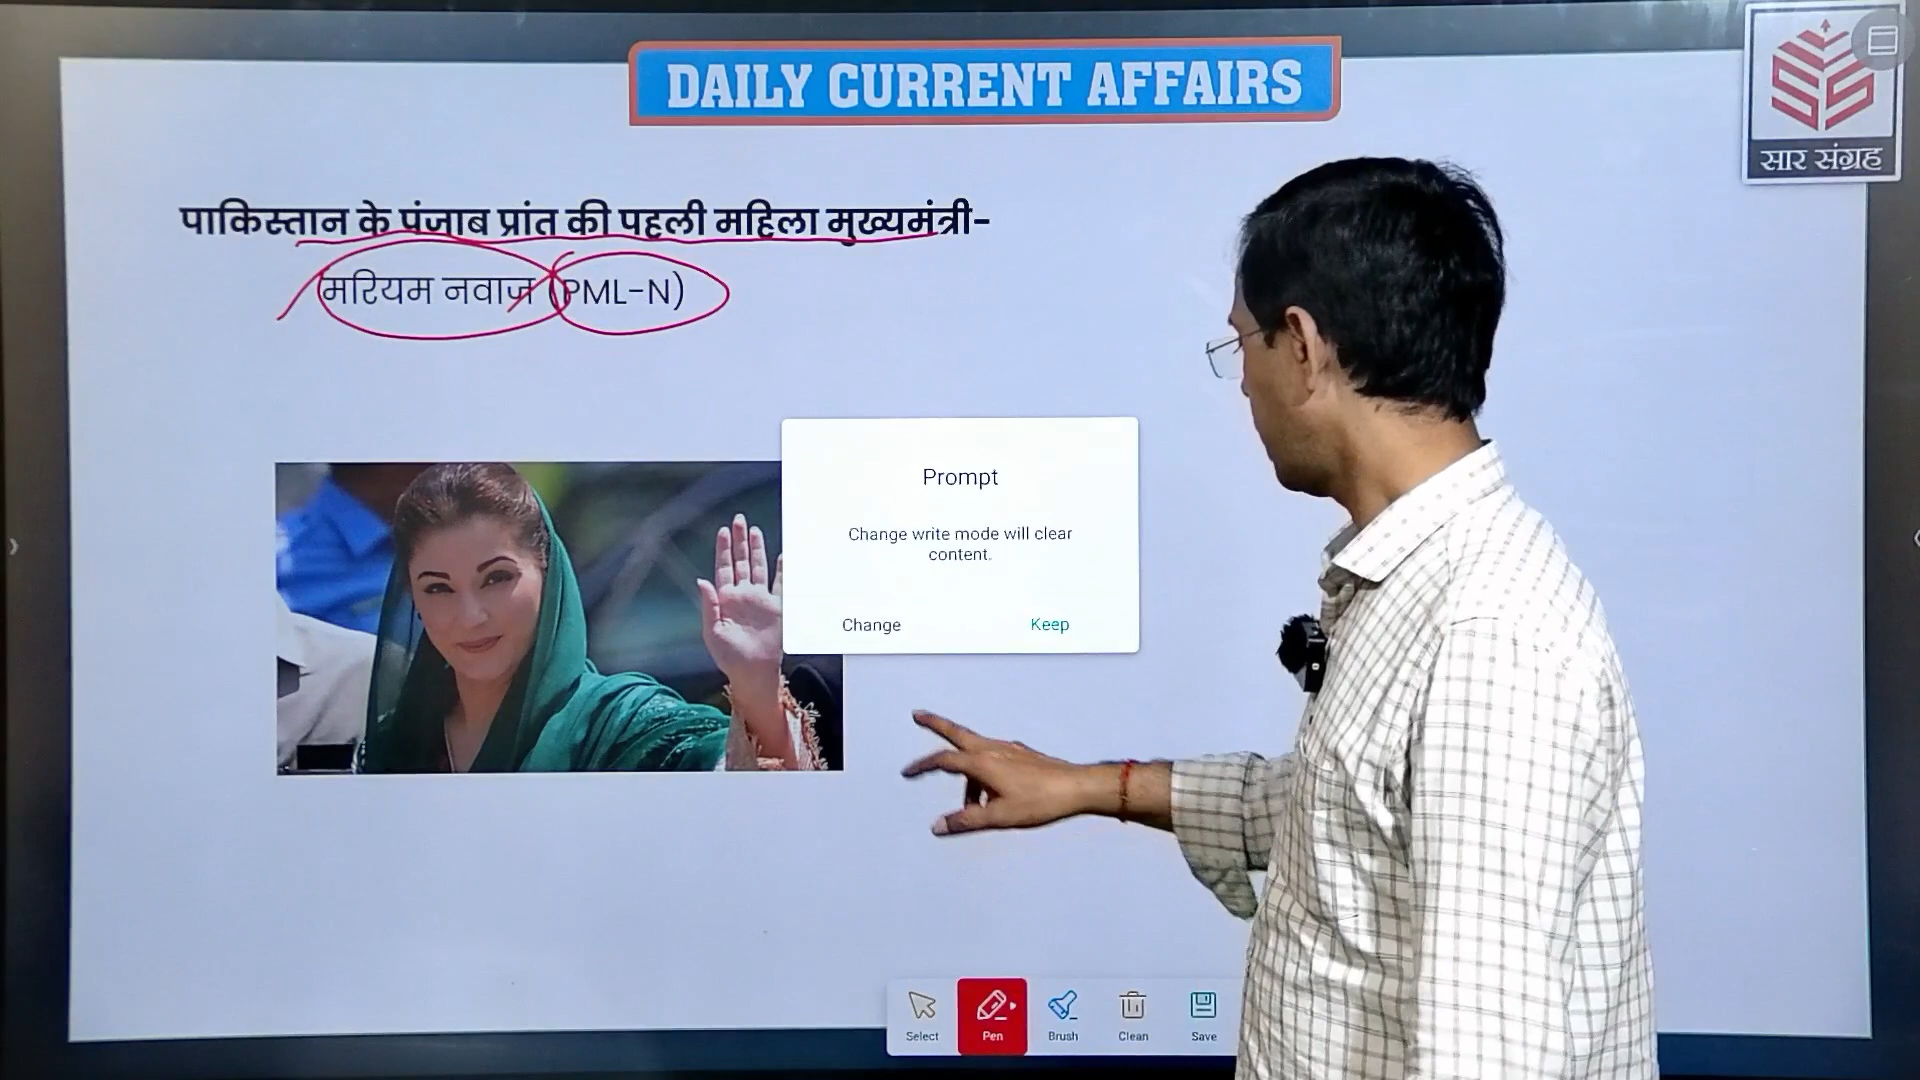 DAILY CURRENT AFFAIRS
सार संग्रह
पाकिस्तान के पंजाब प्रांत की पहली महिला मुख्यमंत्री-
मरियम नवाज़ (PML-N)
Prompt
Change write mode will clear
content.
Change Keep
Select Pen Brush Clean Save